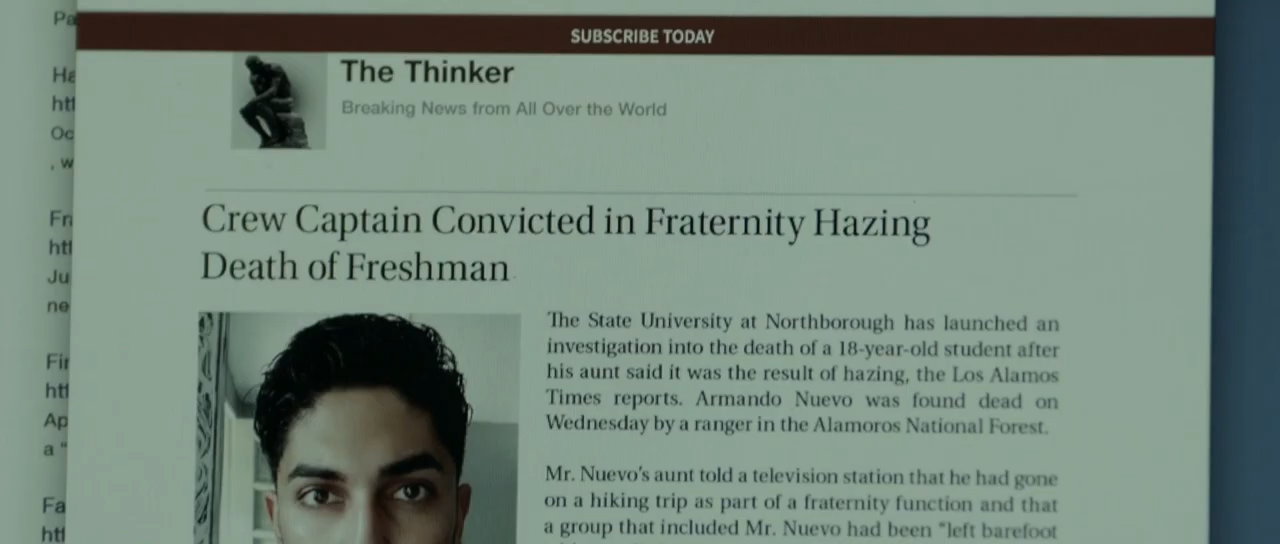 SUBSCRIBE TODAY
The Thinker
Breaking News from All Over the World
Crew Captain Convicted in Fraternity Hazing
Death of Freshman
The State University at Northborough has launched an
investigation into the death of a 18-year-old student after
his aunt said it was the result of hazing, the Los Alamos
Times reports. Armando Nuevo was found dead on
Wednesday by a ranger in the Alamoros National Forest.
Mr. Nuevo's aunt told a television station that he had gone
on a hiking trip as part of a fraternity function and that
a group that included Mr. Nuevo had been "left barefoot